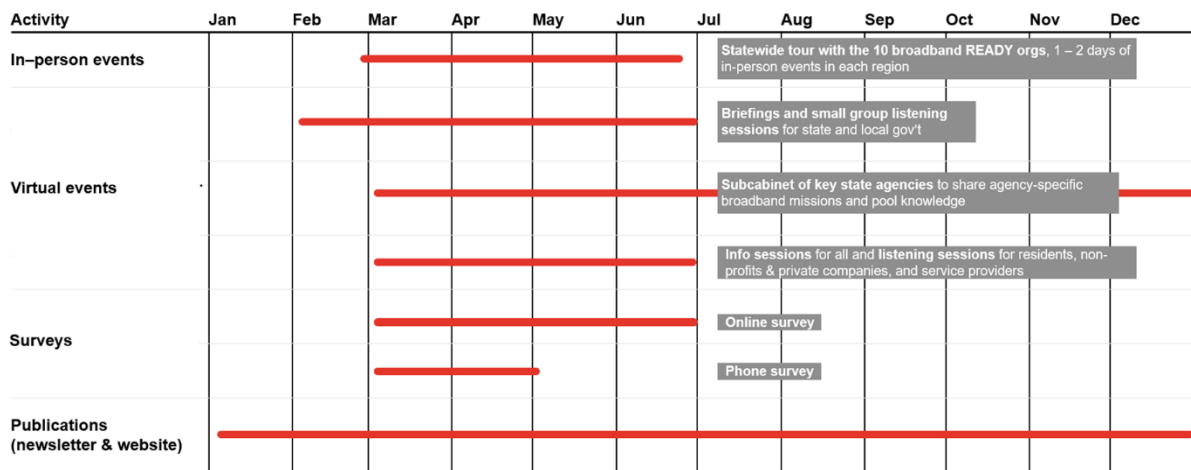 Activity Jan Feb Mar Apr May Jun Jul Aug Sep Oct Nov Dec
In–person events
Statewide tour with the 10 broadband READY orgs, 1 – 2 days of
in-person events in each region
Briefings and small group listening
sessions for state and local gov't
Virtual events
Subcabinet of key state agencies to share agency-specific
broadband missions and pool knowledge
Info sessions for all and listening sessions for residents, non-
profits & private companies, and service providers
Surveys
Online survey
Phone survey
Publications
(newsletter & website)